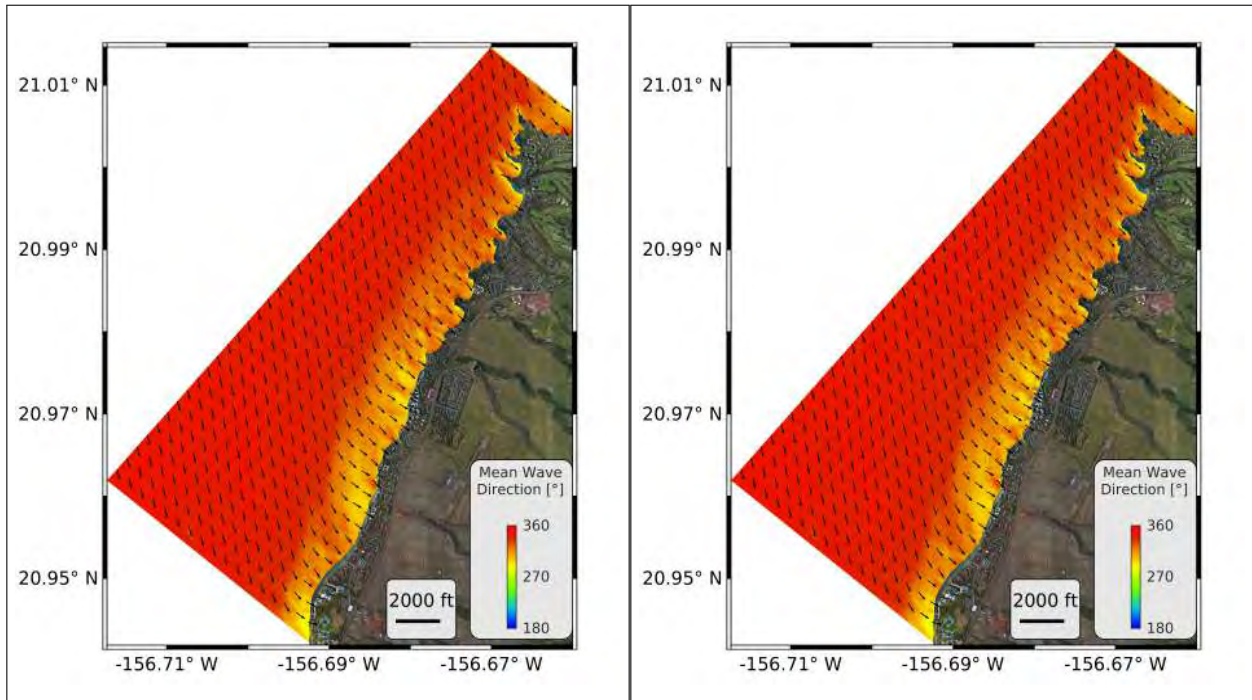 21.01° N
20.99° N
20.97° N
20.95° N
-156.71° W
-156.69° W
-156.67° W
2000 ft
Mean Wave
Direction [°]
360
270
180
21.01° N
20.99° N
20.97° N
20.95° N
-156.71° W
-156.69° W
-156.67° W
2000 ft
Mean Wave
Direction [°]
360
270
180